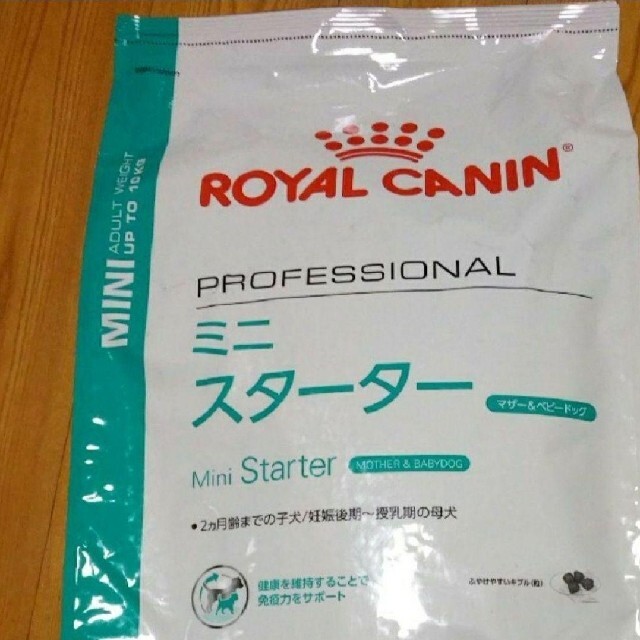 ROYAL CANIN®
MINI ADULT WEIGHT UP TO 10KG
PROFESSIONAL
ミニ
スターター マザー&ベビードッグ
Mini Starter MOTHER & BABYDOG
•2ヵ月齢までの子犬/妊娠後期～授乳期の母犬
健康を維持することで
免疫力をサポート
ふやけやすいキブル(粒)